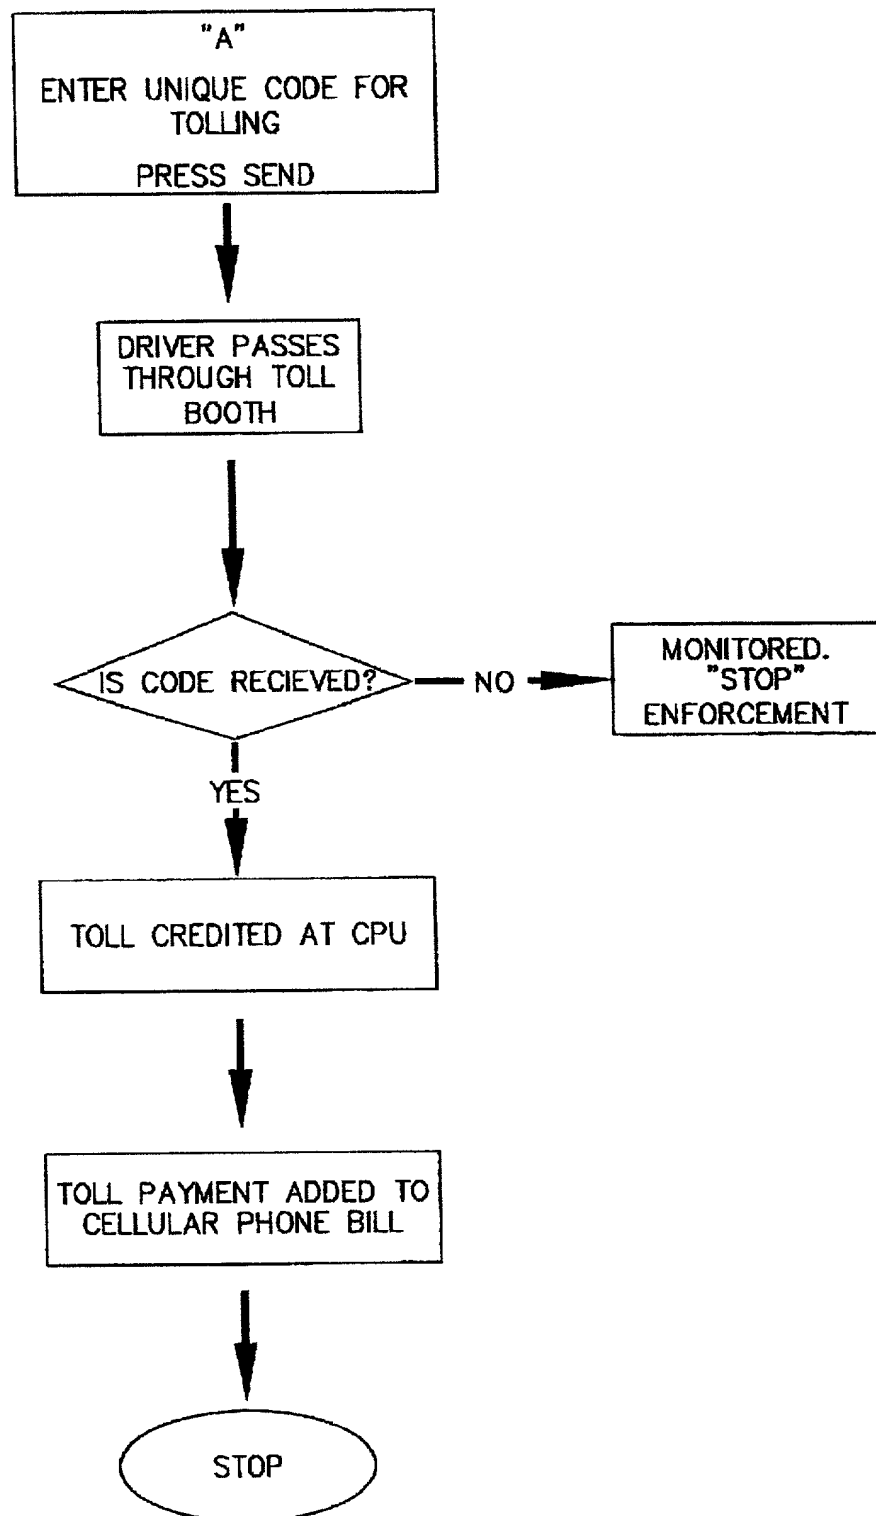 "A"
ENTER UNIQUE CODE FOR
TOLLING
PRESS SEND
DRIVER PASSES
THROUGH TOLL
BOOTH
IS CODE RECIEVED?
NO
MONITORED.
"STOP"
ENFORCEMENT
YES
TOLL CREDITED AT CPU
TOLL PAYMENT ADDED TO
CELLULAR PHONE BILL
STOP